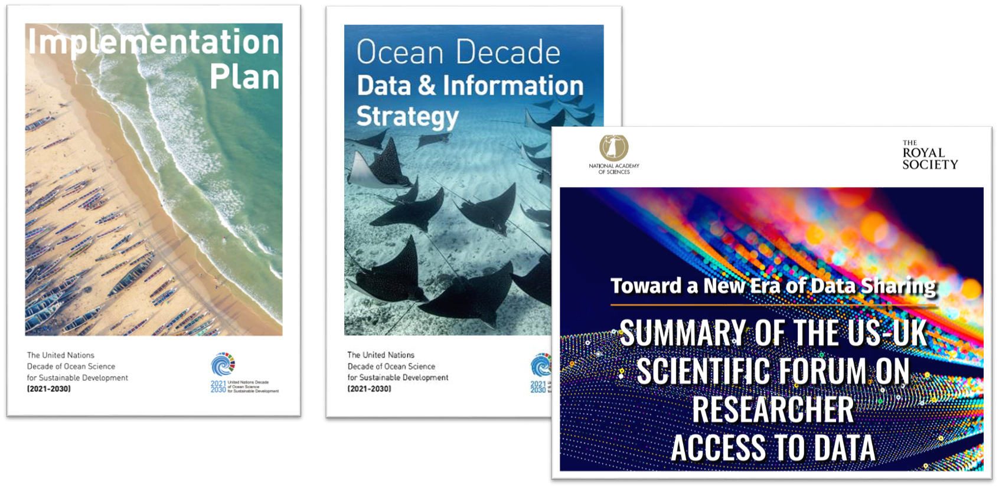 Implementation
Plan
The United Nations
Decade of Ocean Science
for Sustainable Development
(2021-2030)
2021
2030
United Nations Decade
of Ocean Science
for Sustainable Development
Ocean Decade
Data & Information
Strategy
The United Nations
Decade of Ocean Science
for Sustainable Development
(2021-2030)
2021
2030
NATIONAL ACADEMY
OF SCIENCES
THE
ROYAL
SOCIETY
Toward a New Era of Data Sharing
SUMMARY OF THE US-UK
SCIENTIFIC FORUM ON
RESEARCHER
ACCESS TO DATA